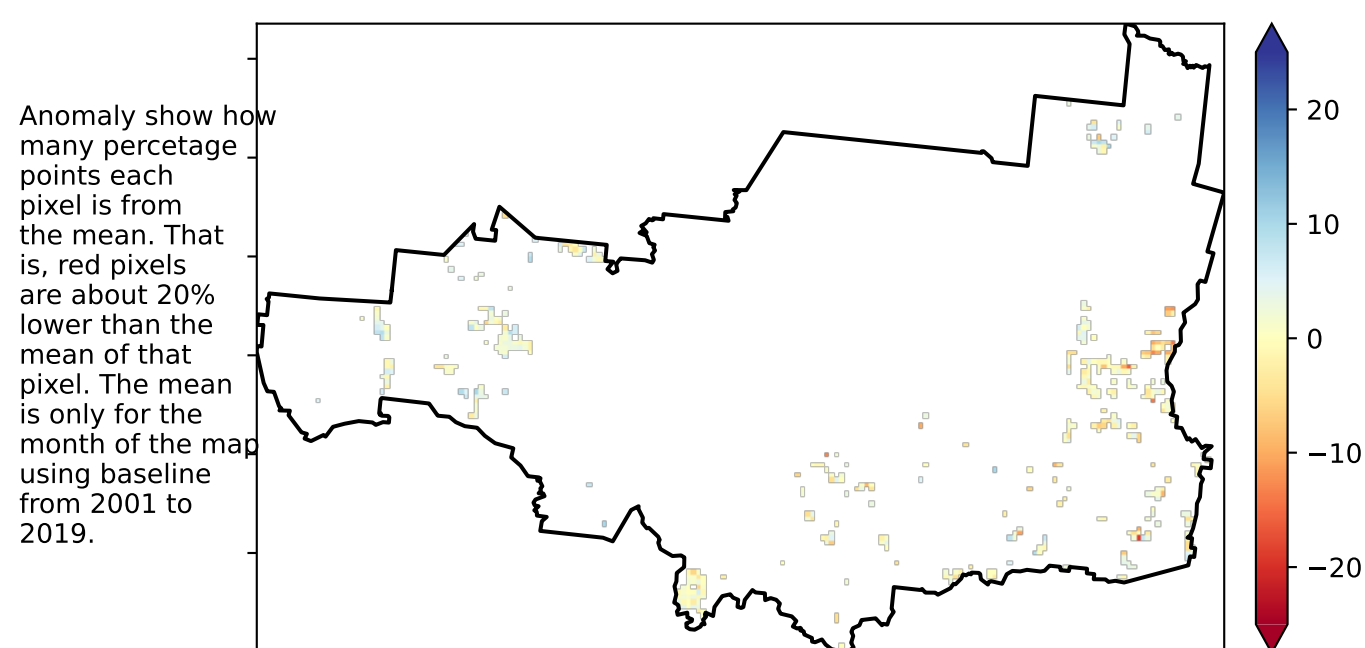 Anomaly show how
many percetage
points each
pixel is from
the mean. That
is, red pixels
are about 20%
lower than the
mean of that
pixel. The mean
is only for the
month of the map
using baseline
from 2001 to
2019.
20
10
0
−10
−20